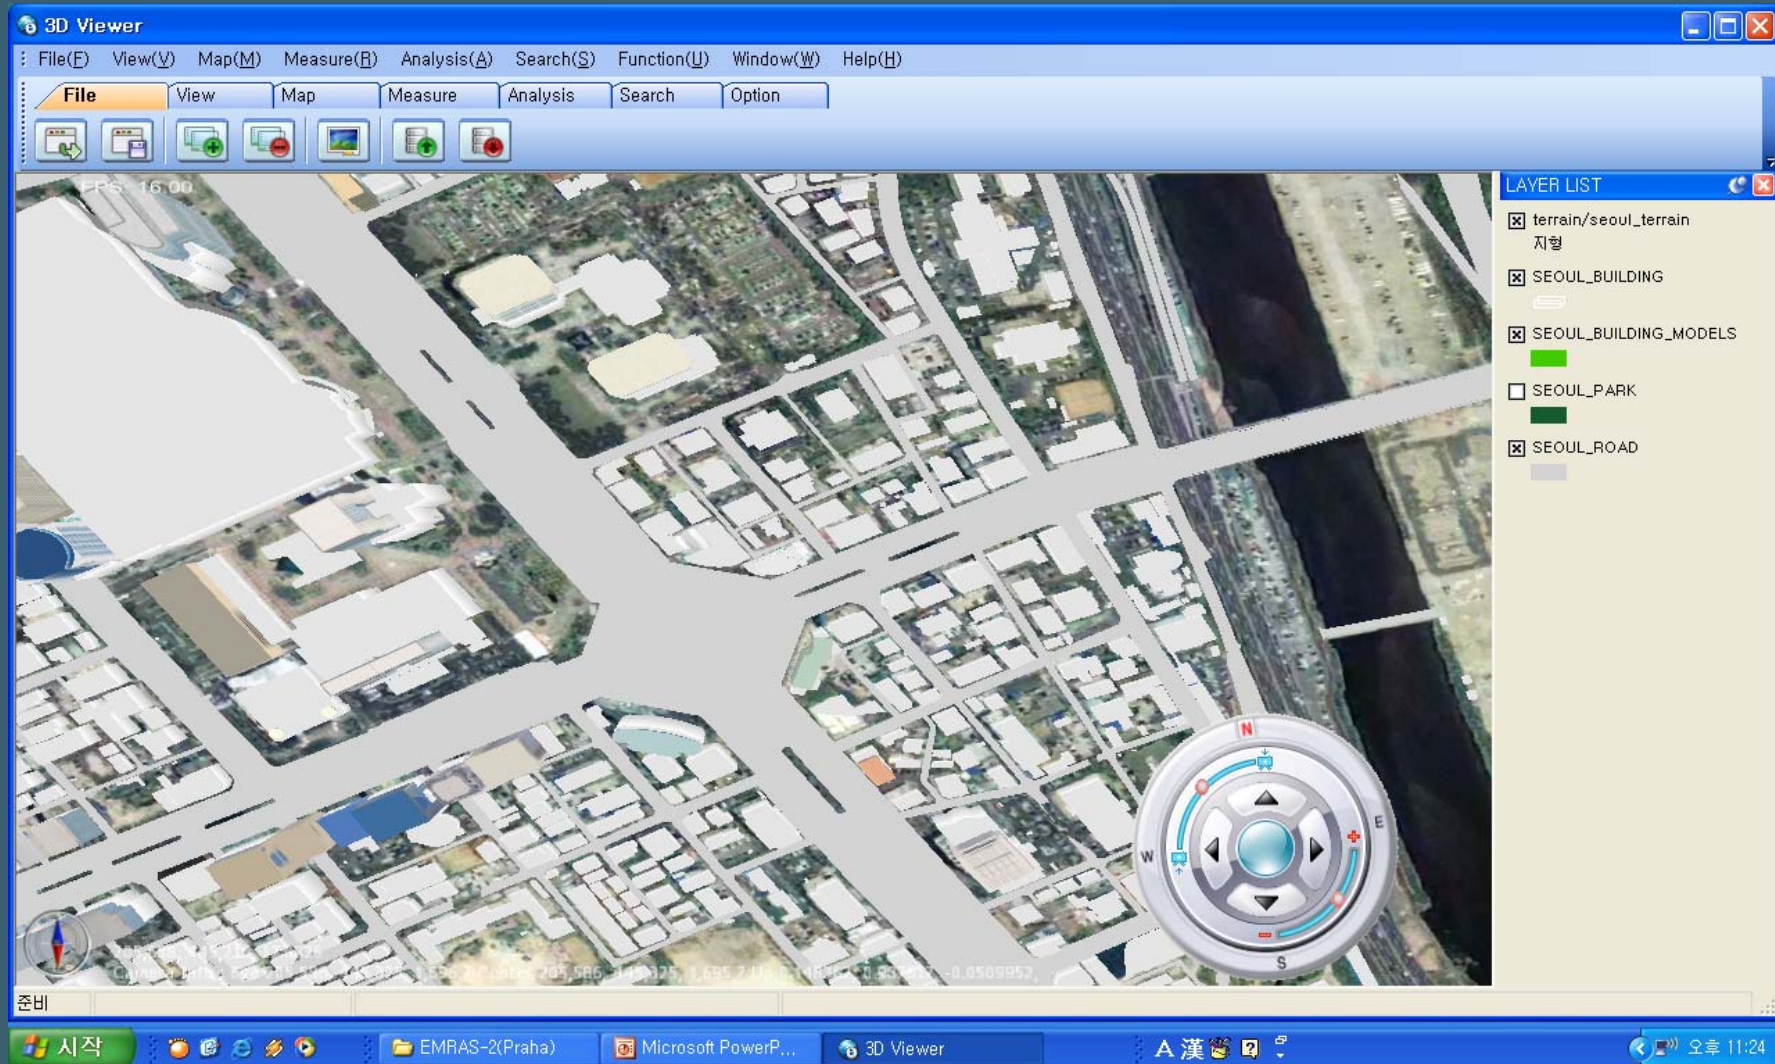 3D Viewer
File(F) View(V) Map(M) Measure(R) Analysis(A) Search(S) Function(U) Window(W) Help(H)
File View Map Measure Analysis Search Option
FPS: 16.00
LAYER LIST
terrain/seoul_terrain
지형
SEOUL_BUILDING
SEOUL_BUILDING_MODELS
SEOUL_PARK
SEOUL_ROAD
N
E
W
S
준비
시작 EMRAS-2(Praha) Microsoft PowerP... 3D Viewer A 漢 오후 11:24